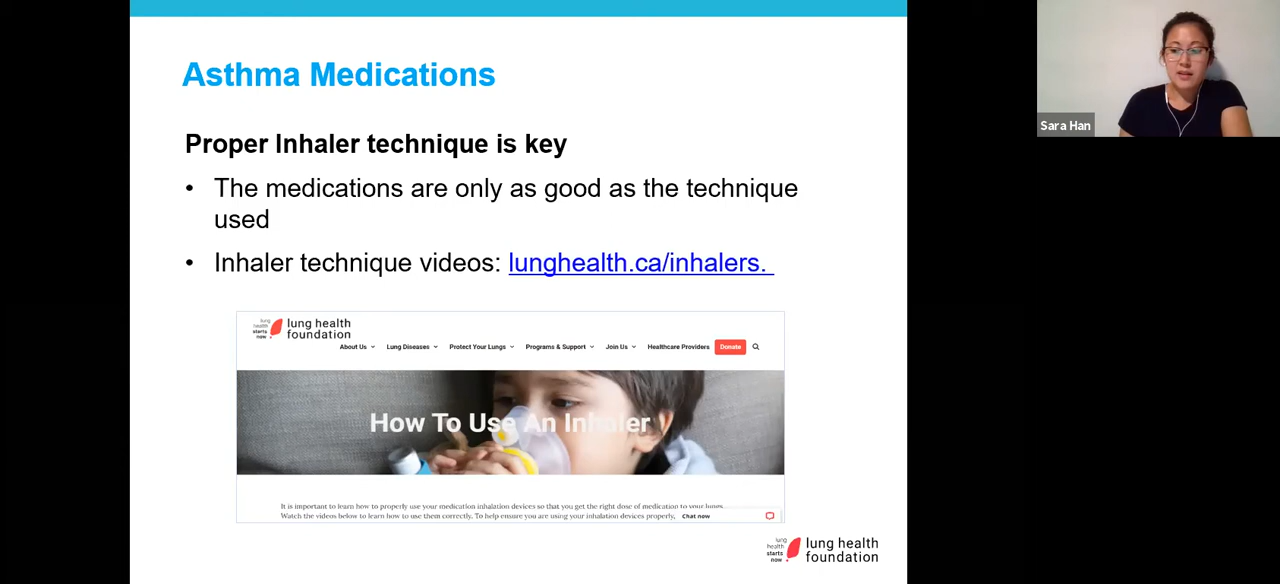 Asthma Medications
Sara Han
Proper Inhaler technique is key
• The medications are only as good as the technique
used
• Inhaler technique videos: lunghealth.ca/inhalers.
lung
health
starts
now
lung health
foundation
About Us
Lung Diseases
Protect Your Lungs
Programs & Support
Join Us
Healthcare Providers
Donate
How To Use An Inhaler
It is important to learn how to properly use your medication inhalation devices so that you get the right dose of medication to your lungs.
Watch the videos below to learn how to use them correctly. To help ensure you are using your inhalation devices properly,
Chat now
lung
health
starts
now
lung health
foundation